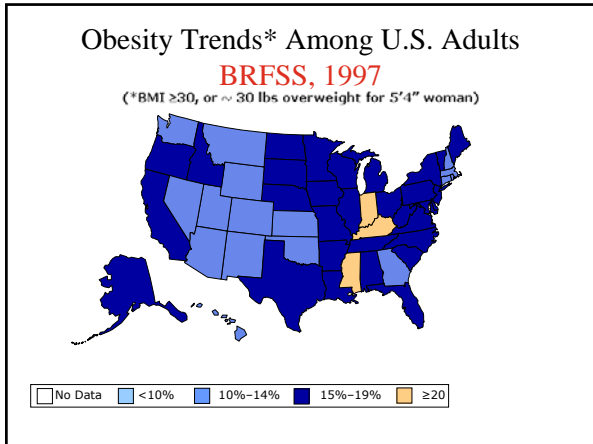 Obesity Trends* Among U.S. Adults
BRFSS, 1997
(*BMI ≥30, or ~ 30 lbs overweight for 5'4" woman)
No Data <10% 10%–14% 15%–19% ≥20